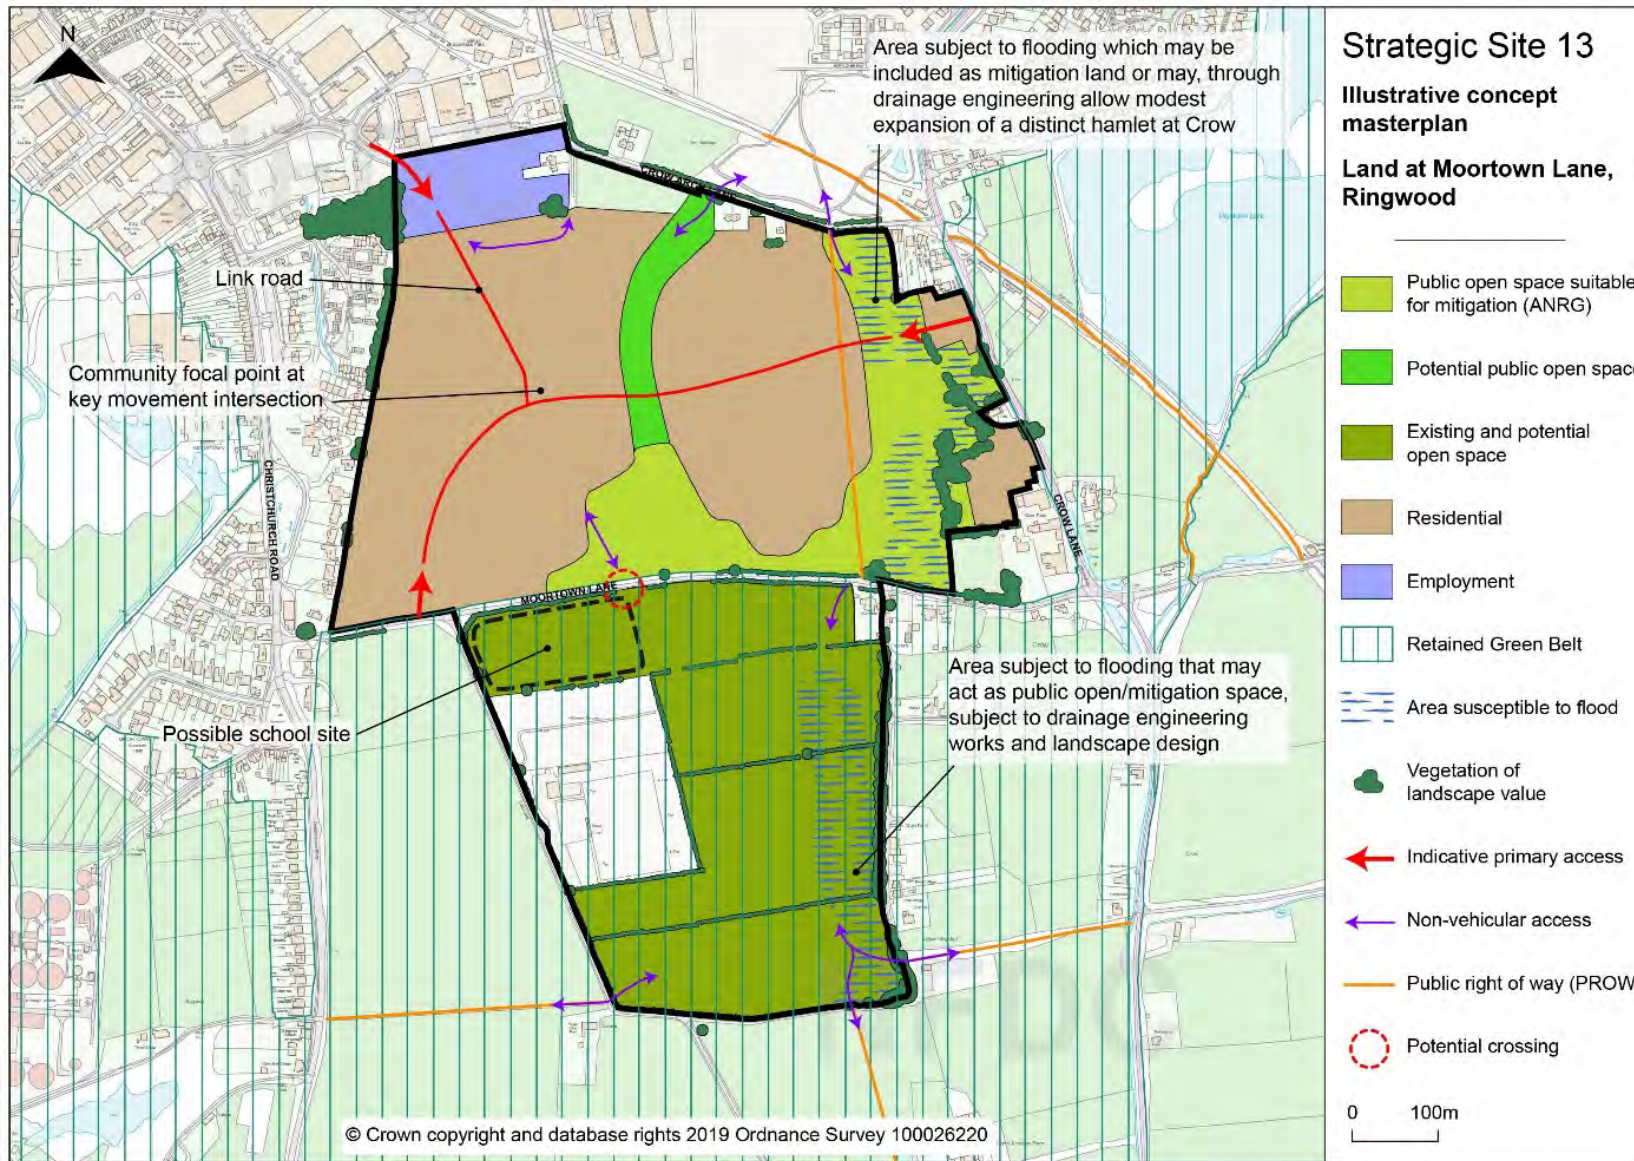 N
Area subject to flooding which may be
included as mitigation land or may, through
drainage engineering allow modest
expansion of a distinct hamlet at Crow
CROW ARCH LANE
Link road
Community focal point at
key movement intersection
CHRISTCHURCH ROAD
CROW LANE
MOORTOWN LANE
Possible school site
Area subject to flooding that may
act as public open/mitigation space,
subject to drainage engineering
works and landscape design
© Crown copyright and database rights 2019 Ordnance Survey 100026220
Strategic Site 13
Illustrative concept
masterplan
Land at Moortown Lane,
Ringwood
Public open space suitable
for mitigation (ANRG)
Potential public open space
Existing and potential
open space
Residential
Employment
Retained Green Belt
Area susceptible to flood
Vegetation of
landscape value
Indicative primary access
Non-vehicular access
Public right of way (PROW
Potential crossing
0 100m